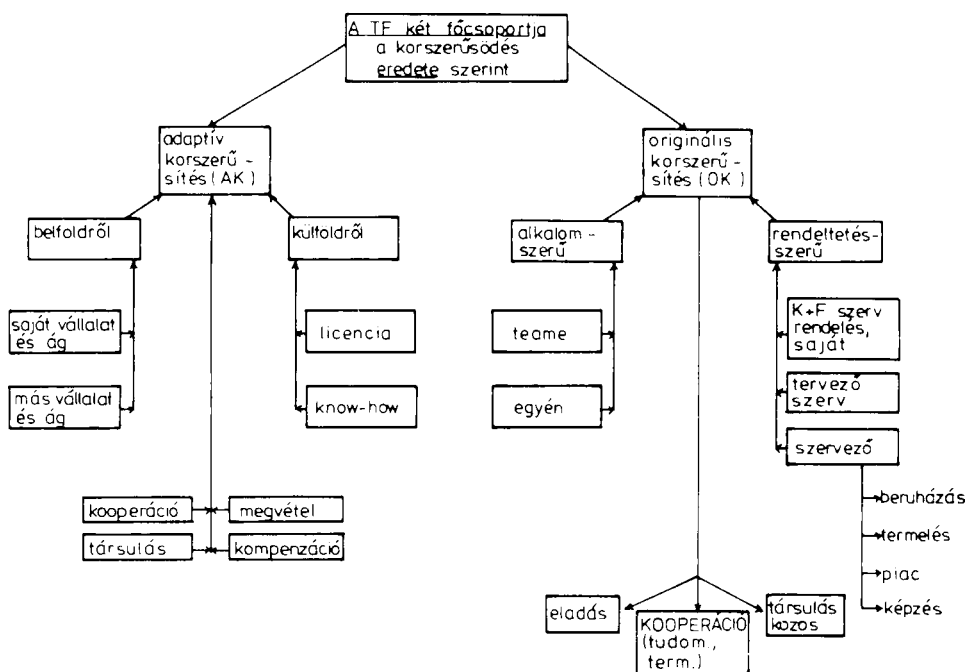 A TF két főcsoportja
a korszerűsödés
eredete szerint
adaptív
korszerű -
sítés (AK)
originális
korszerű -
sítés (OK)
belföldről
külföldről
alkalom -
szerű
rendeltetés-
szerű
saját vállalat
és ág
licencia
teame
K+F szerv
rendelés,
saját
más vállalat
és ág
know-how
egyén
tervező
szerv
szervező
kooperáció
megvétel
társulás
kompenzáció
beruházás
termelés
piac
képzés
eladás
KOOPERÁCIÓ
(tudom.,
term.)
társulás
közös